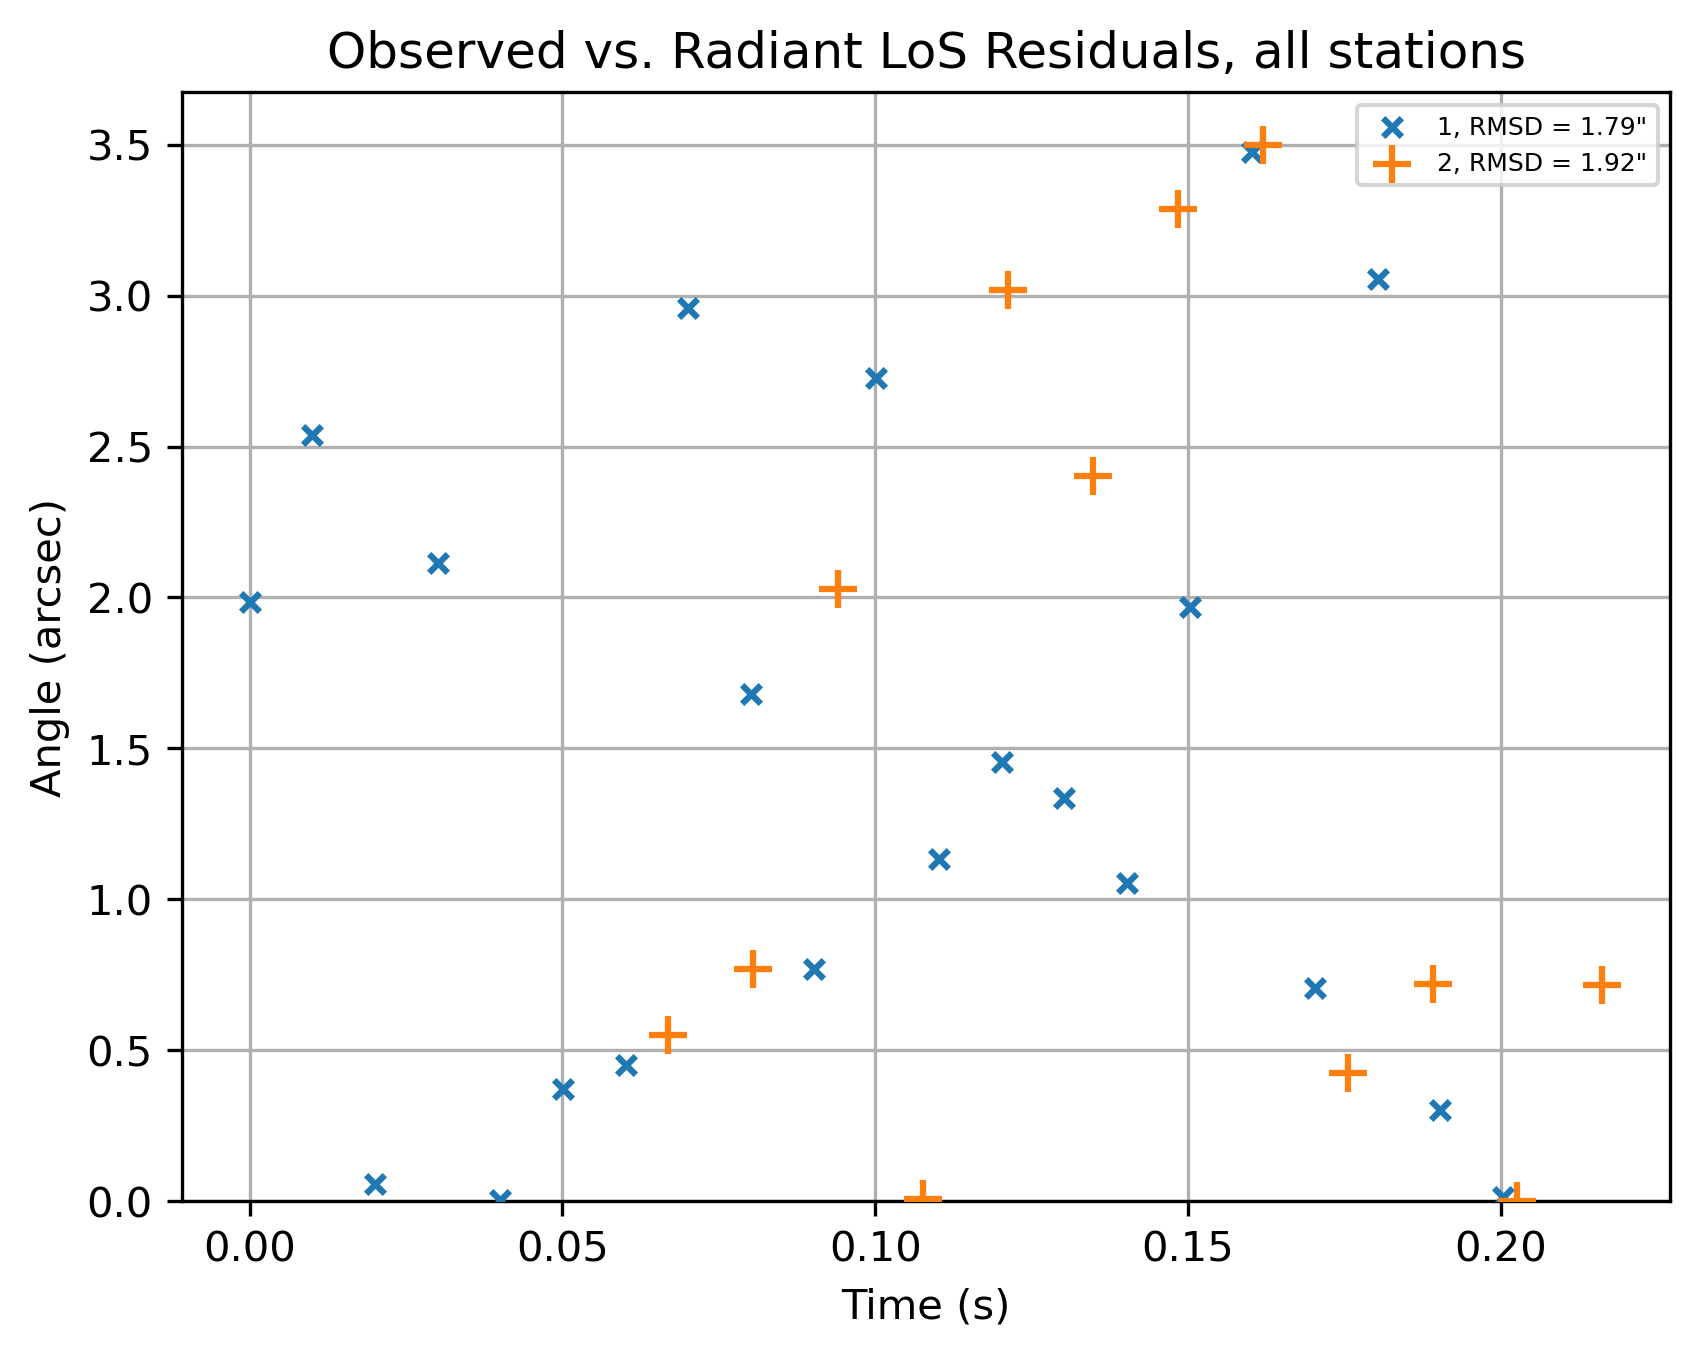 Observed vs. Radiant LoS Residuals, all stations
1, RMSD = 1.79"
2, RMSD = 1.92"
3.5
3.0
2.5
2.0
1.5
1.0
0.5
0.0
Angle (arcsec)
0.00 0.05 0.10 0.15 0.20
Time (s)